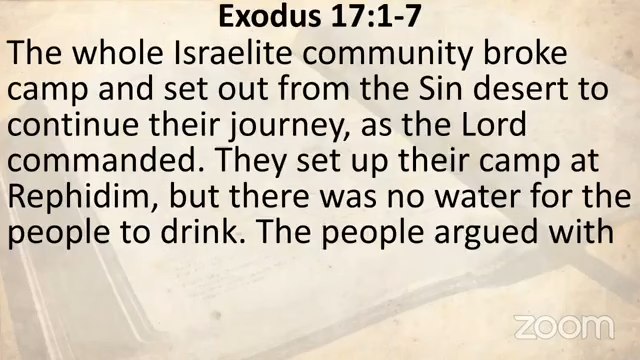 Exodus 17:1-7
The whole Israelite community broke
camp and set out from the Sin desert to
continue their journey, as the Lord
commanded. They set up their camp at
Rephidim, but there was no water for the
people to drink. The people argued with
zoom